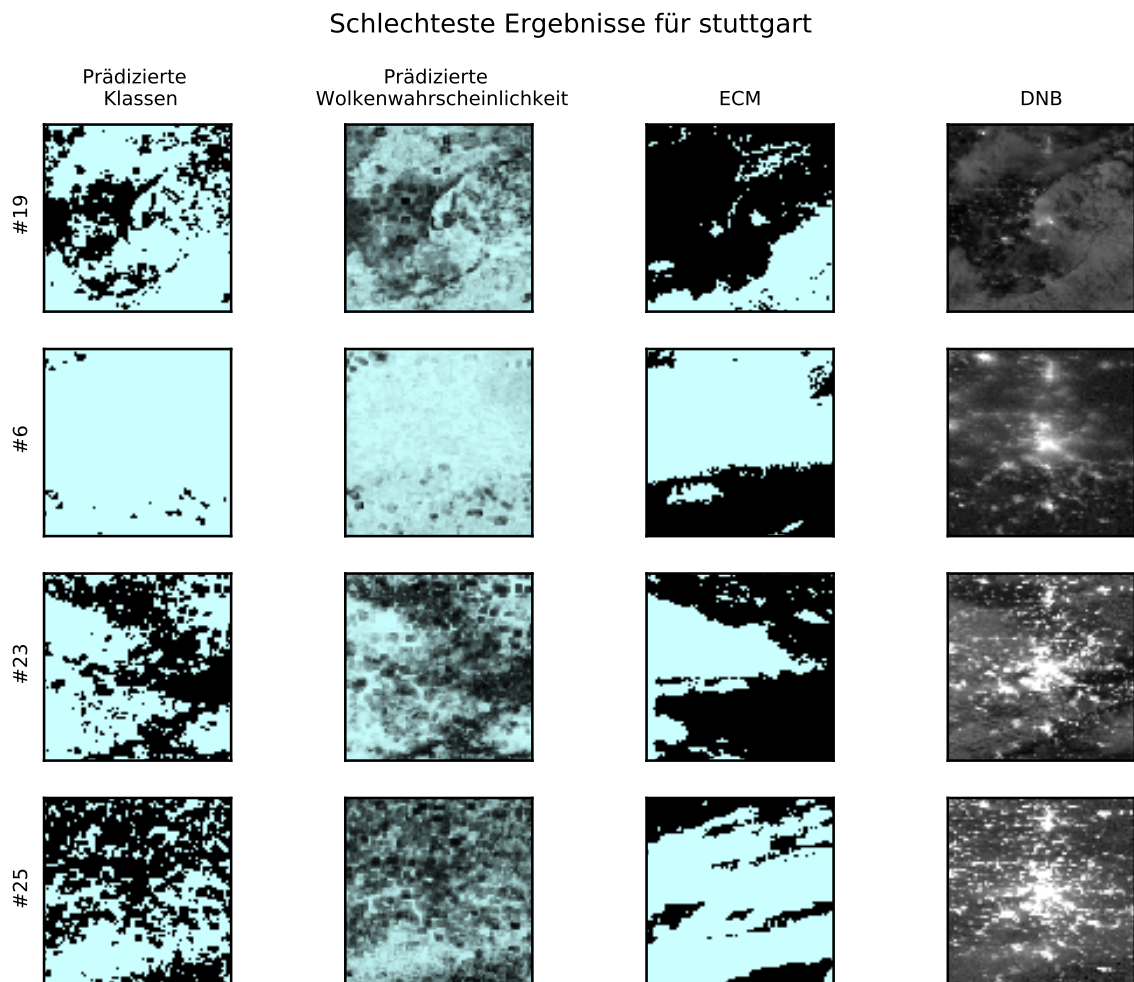 Schlechteste Ergebnisse für stuttgart
Prädizierte
Klassen
Prädizierte
Wolkenwahrscheinlichkeit
ECM
DNB
#19
#6
#23
#25